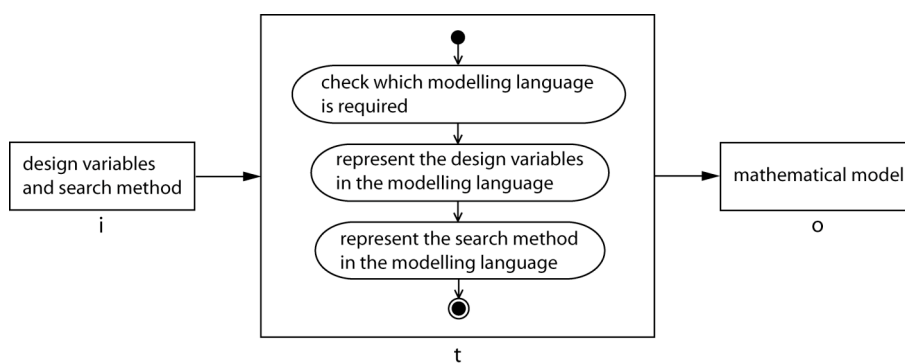 check which modelling language
is required
design variables
and search method
i
represent the design variables
in the modelling language
represent the search method
in the modelling language
t
mathematical model
o